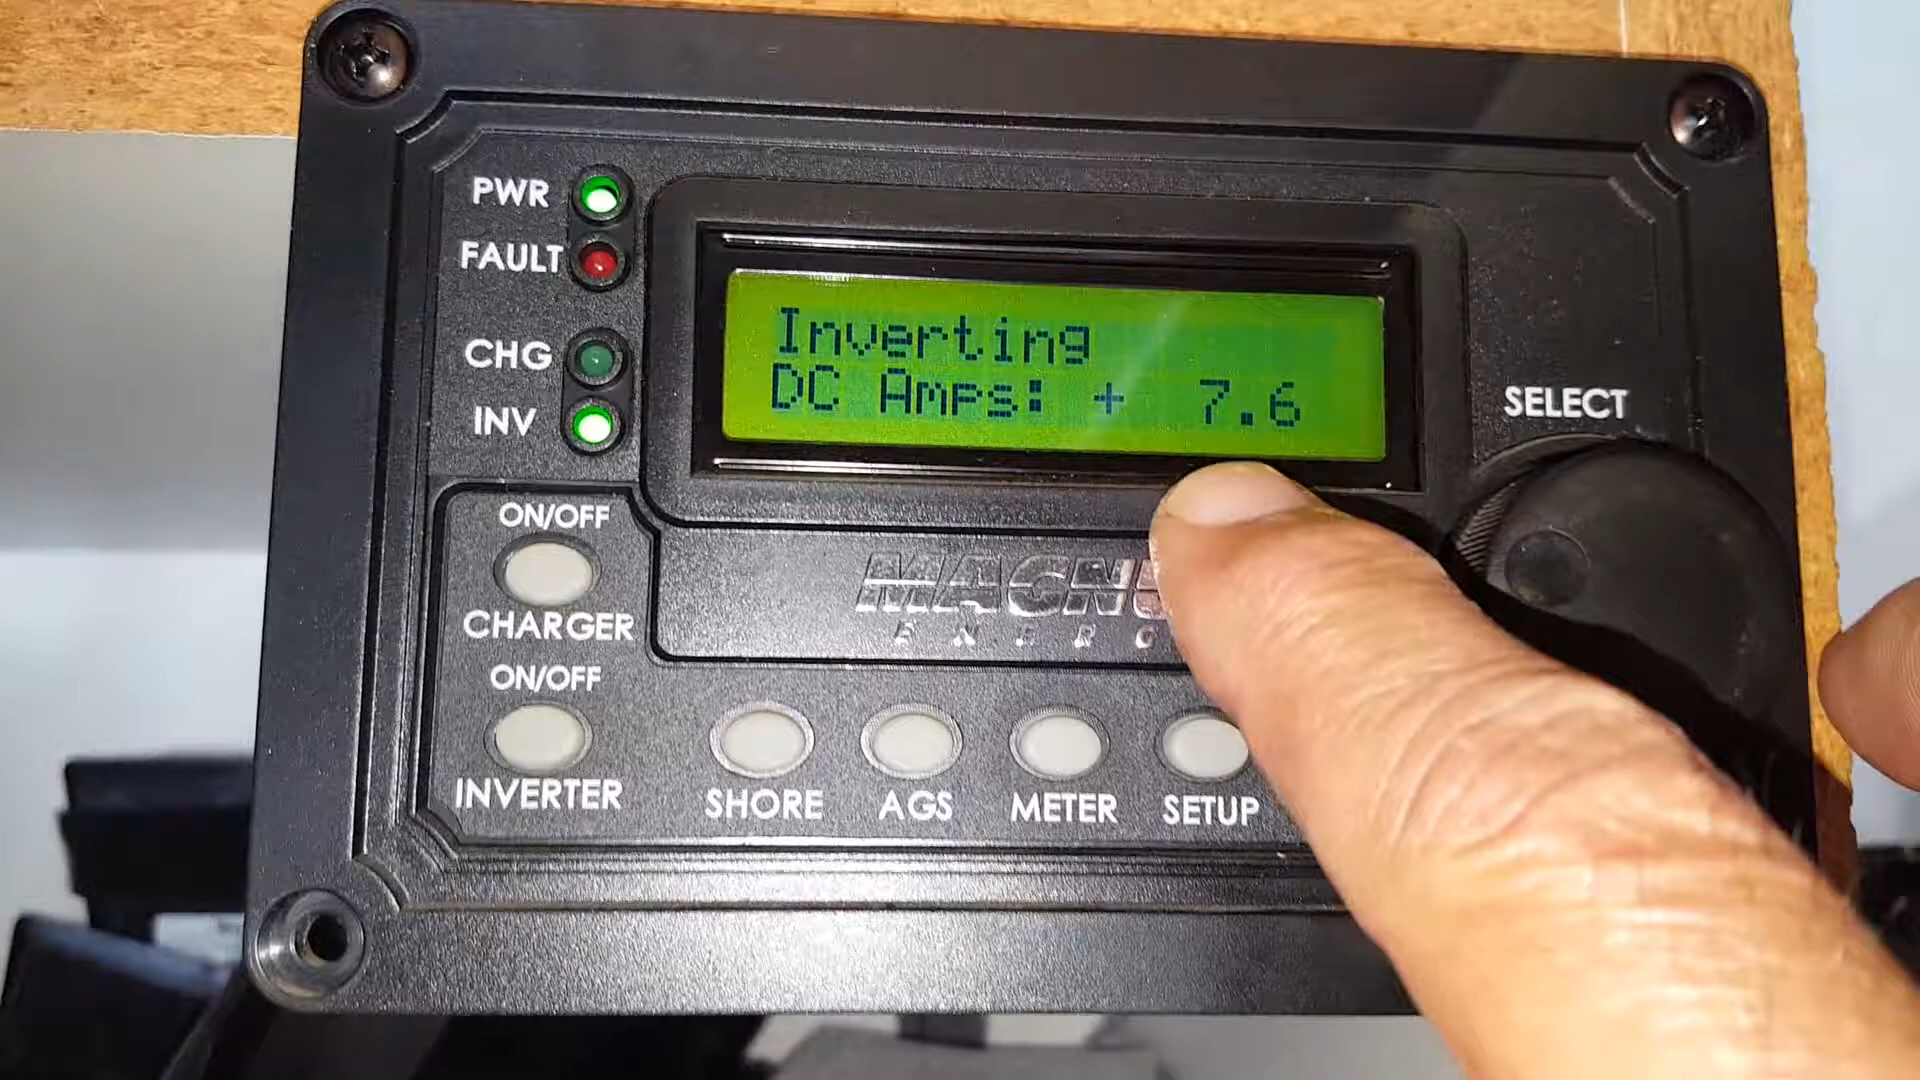 PWR
FAULT
CHG
INV
Inverting
DC Amps: + 7.6
SELECT
ON/OFF
CHARGER
ON/OFF
INVERTER
SHORE
AGS
METER
SETUP